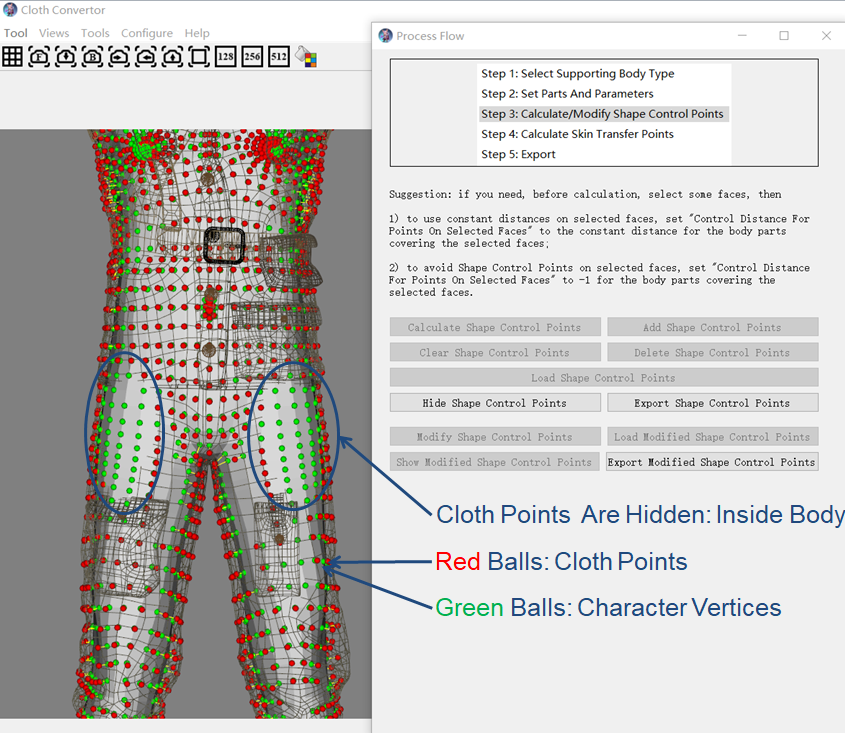 Cloth Convertor
Tool Views Tools Configure Help
F B 128 256 512
Process Flow
Step 1: Select Supporting Body Type
Step 2: Set Parts And Parameters
Step 3: Calculate/Modify Shape Control Points
Step 4: Calculate Skin Transfer Points
Step 5: Export
Suggestion: if you need, before calculation, select some faces, then
1) to use constant distances on selected faces, set "Control Distance For
Points On Selected Faces" to the constant distance for the body parts
covering the selected faces;
2) to avoid Shape Control Points on selected faces, set "Control Distance
For Points On Selected Faces" to -1 for the body parts covering the
selected faces.
Calculate Shape Control Points Add Shape Control Points
Clear Shape Control Points Delete Shape Control Points
Load Shape Control Points
Hide Shape Control Points Export Shape Control Points
Modify Shape Control Points Load Modified Shape Control Points
Show Modified Shape Control Points Export Modified Shape Control Points
Cloth Points Are Hidden: Inside Body
Red Balls: Cloth Points
Green Balls: Character Vertices